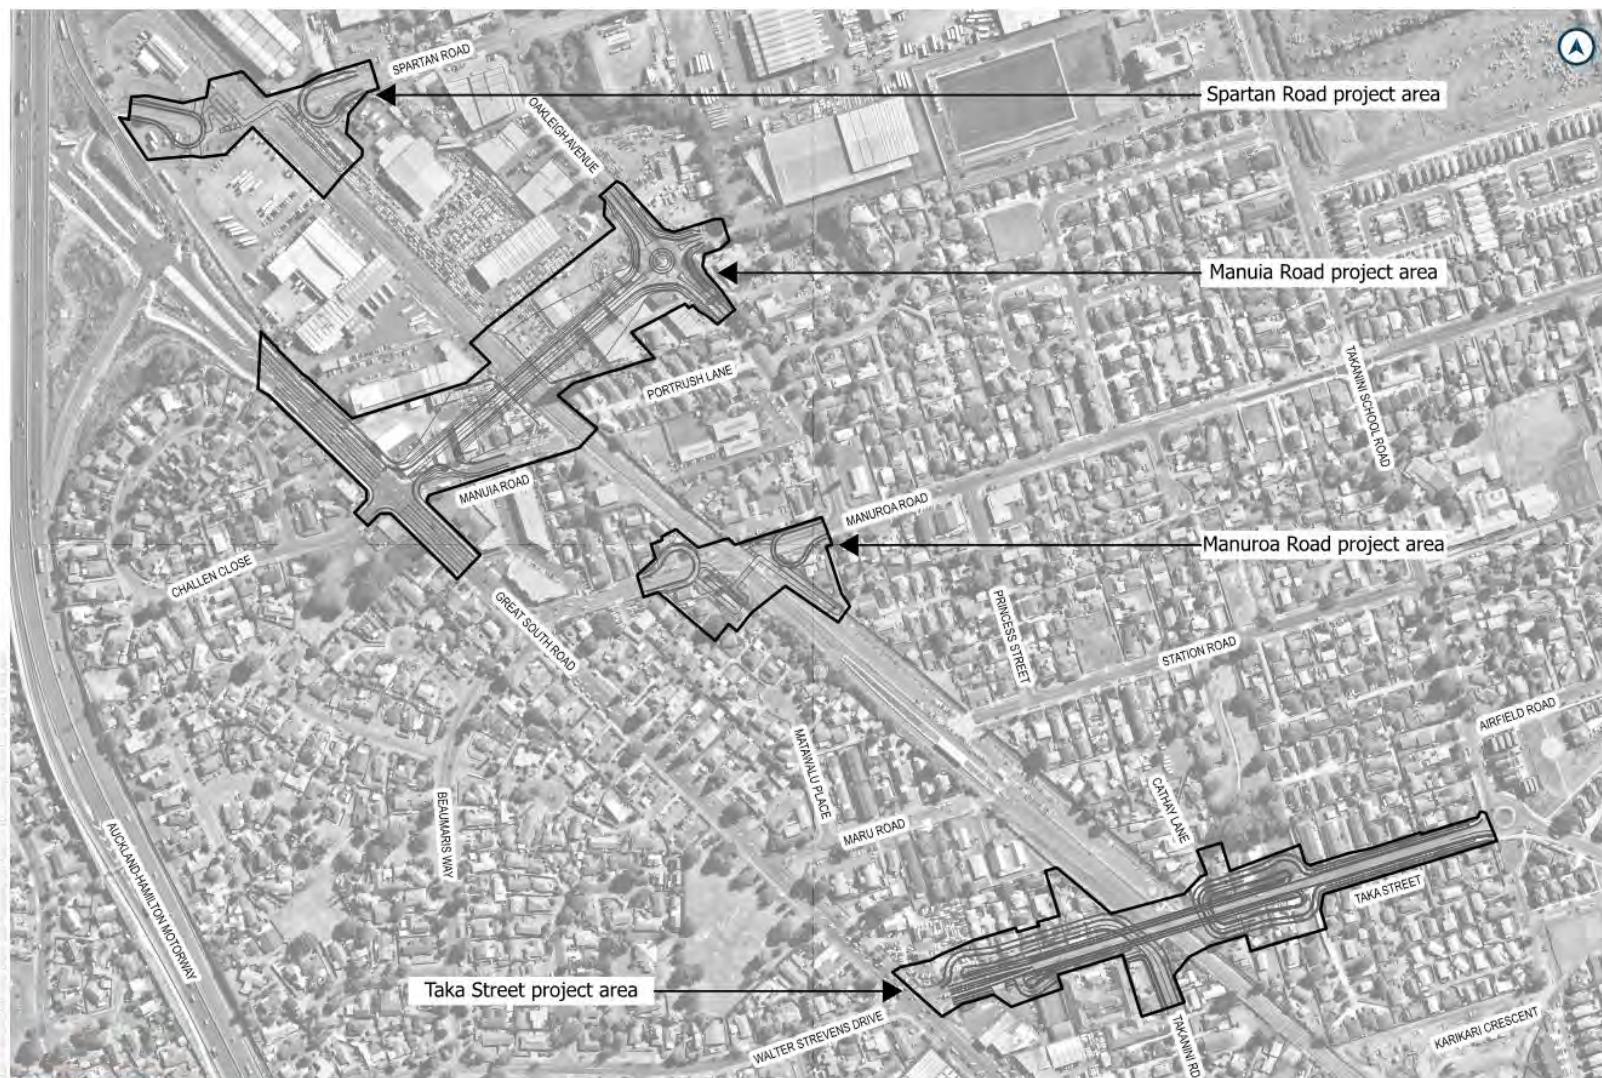 SPARTAN ROAD
Spartan Road project area
OAKLEIGH AVENUE
Manuia Road project area
PORTRUSH LANE
TAKANINI SCHOOL ROAD
MANUIA ROAD
MANUROA ROAD
Manuroa Road project area
CHALLEN CLOSE
GREAT SOUTH ROAD
PRINCESS STREET
STATION ROAD
AIRFIELD ROAD
MATAWALU PLACE
CATHAY LANE
BEAUMARIS WAY
MARU ROAD
AUCKLAND-HAMILTON MOTORWAY
TAKA STREET
Taka Street project area
WALTER STREVENS DRIVE
TAKANINI RD
KARIKARI CRESCENT